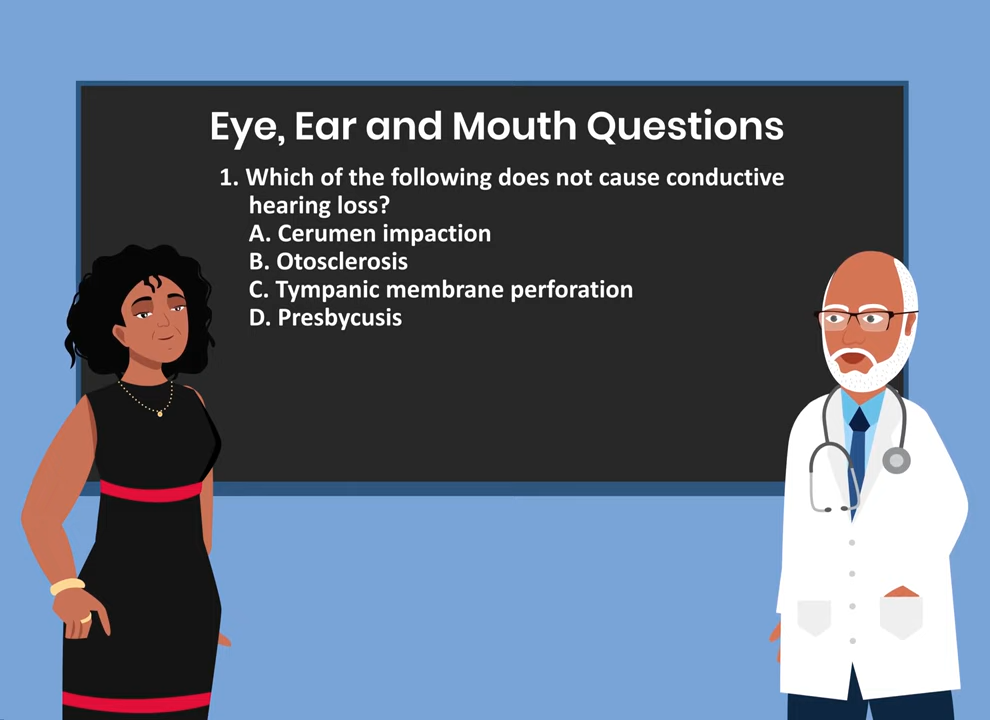 Eye, Ear and Mouth Questions
1. Which of the following does not cause conductive
hearing loss?
A. Cerumen impaction
B. Otosclerosis
C. Tympanic membrane perforation
D. Presbycusis